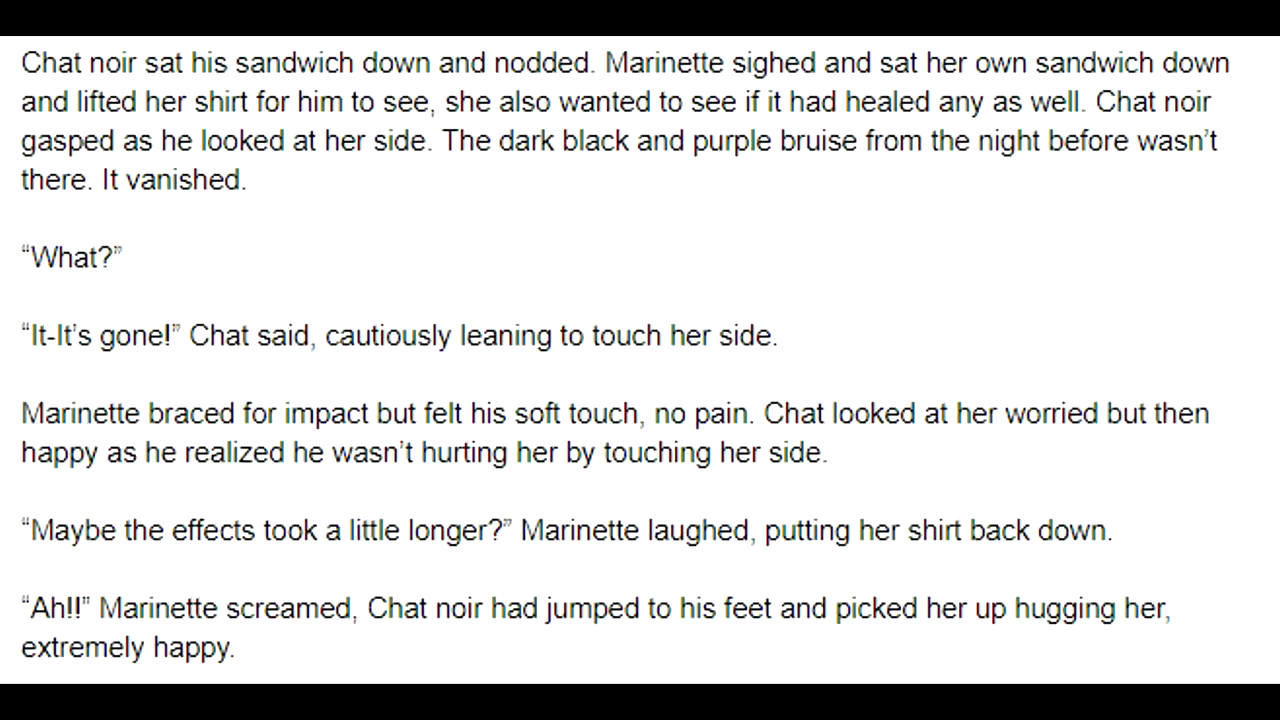 Chat noir sat his sandwich down and nodded. Marinette sighed and sat her own sandwich down
and lifted her shirt for him to see, she also wanted to see if it had healed any as well. Chat noir
gasped as he looked at her side. The dark black and purple bruise from the night before wasn’t
there. It vanished.
“What?”
“It-It’s gone!” Chat said, cautiously leaning to touch her side.
Marinette braced for impact but felt his soft touch, no pain. Chat looked at her worried but then
happy as he realized he wasn’t hurting her by touching her side.
“Maybe the effects took a little longer?” Marinette laughed, putting her shirt back down.
“Ah!!” Marinette screamed, Chat noir had jumped to his feet and picked her up hugging her,
extremely happy.